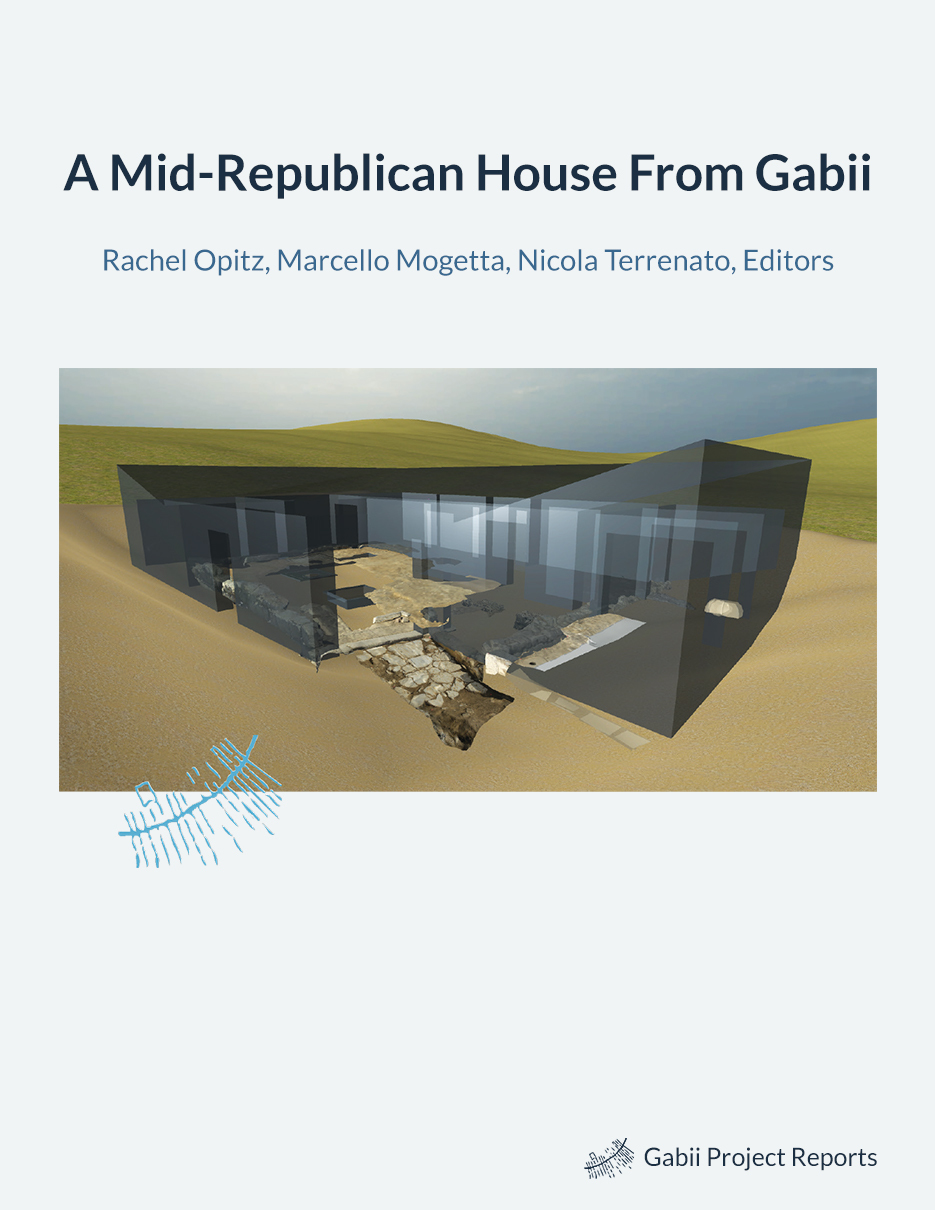 A Mid-Republican House From Gabii
Rachel Opitz, Marcello Mogetta, Nicola Terrenato, Editors
Gabii Project Reports